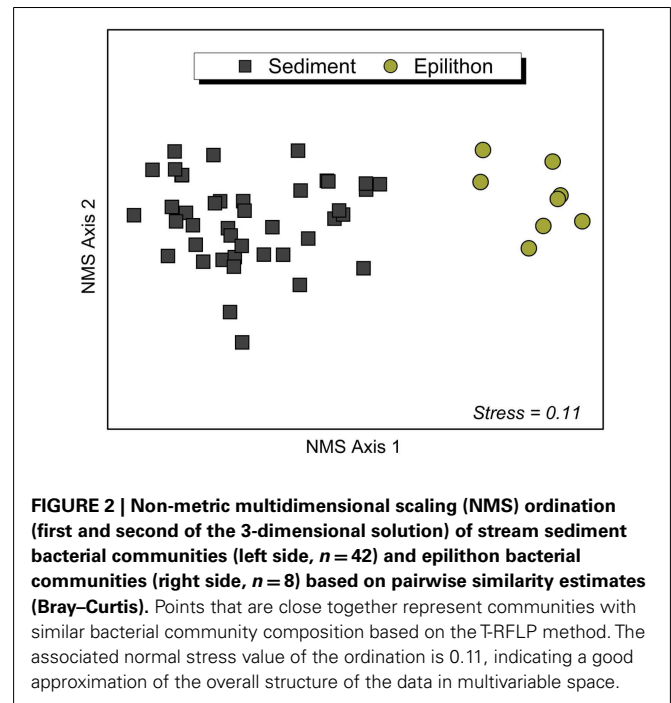 Sediment Epilithon
NMS Axis 2
Stress = 0.11
NMS Axis 1
FIGURE 2 | Non-metric multidimensional scaling (NMS) ordination
(first and second of the 3-dimensional solution) of stream sediment
bacterial communities (left side, n = 42) and epilithon bacterial
communities (right side, n = 8) based on pairwise similarity estimates
(Bray–Curtis). Points that are close together represent communities with
similar bacterial community composition based on the T-RFLP method. The
associated normal stress value of the ordination is 0.11, indicating a good
approximation of the overall structure of the data in multivariable space.